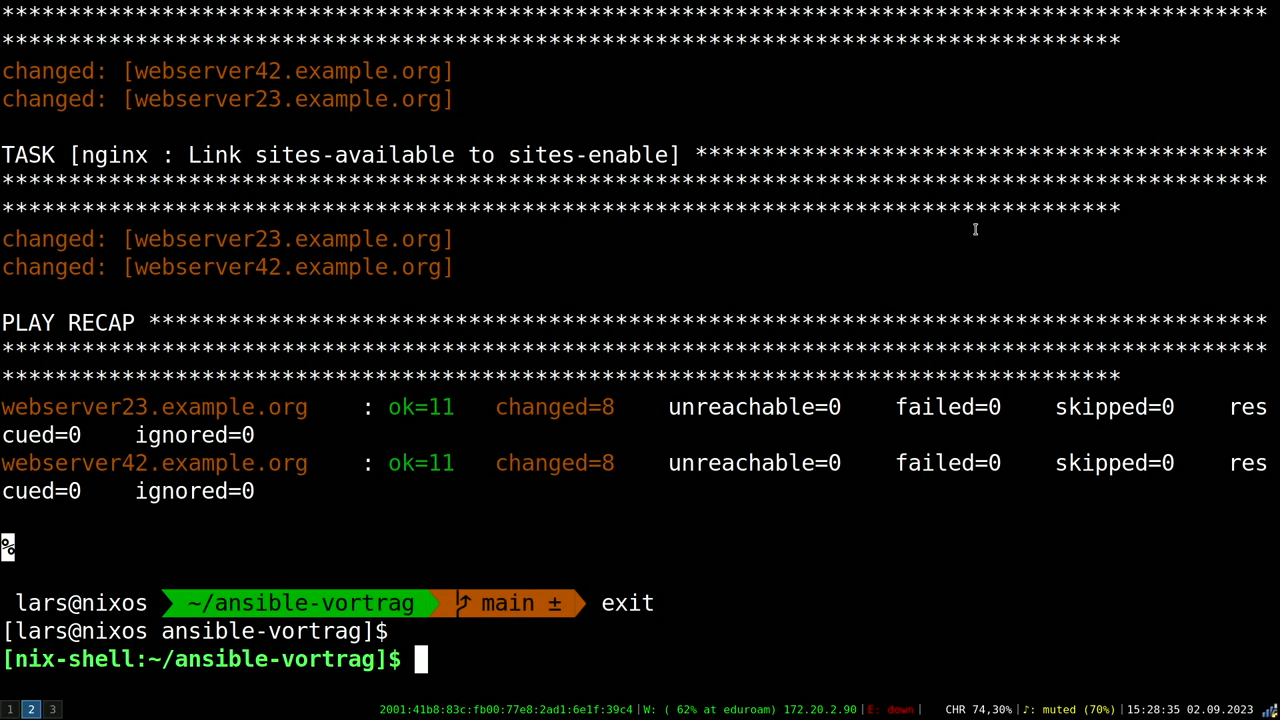 ***********************************************************************************************
************************************************************************************
changed: [webserver42.example.org]
changed: [webserver23.example.org]
TASK [nginx : Link sites-available to sites-enable] *******************************************
***********************************************************************************************
************************************************************************************
changed: [webserver23.example.org]
changed: [webserver42.example.org]
PLAY RECAP ************************************************************************************
***********************************************************************************************
************************************************************************************
webserver23.example.org    : ok=11   changed=8    unreachable=0    failed=0    skipped=0    res
cued=0    ignored=0
webserver42.example.org    : ok=11   changed=8    unreachable=0    failed=0    skipped=0    res
cued=0    ignored=0
%
lars@nixos ~/ansible-vortrag main ± exit
[lars@nixos ansible-vortrag]$
[nix-shell:~/ansible-vortrag]$
1 2 3 2001:41b8:83c:fb00:77e8:2ad1:6e1f:39c4|W: ( 62% at eduroam) 172.20.2.90|E: down| CHR 74,30%|♪: muted (70%)|15:28:35 02.09.2023